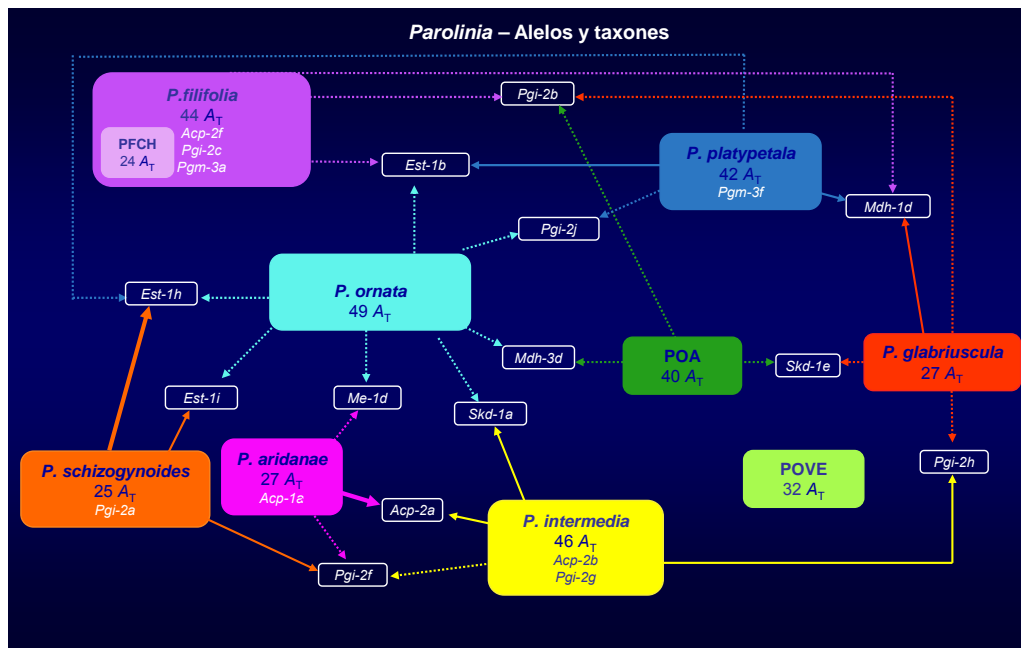 Parolinia – Alelos y taxones
P.filifolia
44 AT
Acp-2f
Pgi-2c
Pgm-3a
PFCH
24 AT
Pgi-2b
Est-1b
P. platypetala
42 AT
Pgm-3f
Mdh-1d
Pgi-2j
Est-1h
P. ornata
49 AT
Mdh-3d
POA
40 AT
Skd-1e
P. glabriuscula
27 AT
Est-1i
Me-1d
Skd-1a
P. schizogynoides
25 AT
Pgi-2a
P. aridanae
27 AT
Acp-1a
Acp-2a
POVE
32 AT
Pgi-2h
P. intermedia
46 AT
Acp-2b
Pgi-2g
Pgi-2f